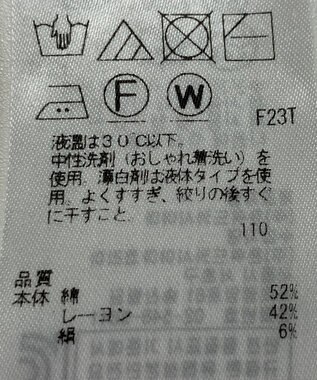 F
W
F23T
液温は30℃以下。
中性洗剤（おしゃれ着洗い）を
使用。漂白剤は液体タイプを使
用。よくすすぎ、絞りの後すぐ
に干すこと。
110
品質
本体 綿 52%
レーヨン 42%
絹 6%